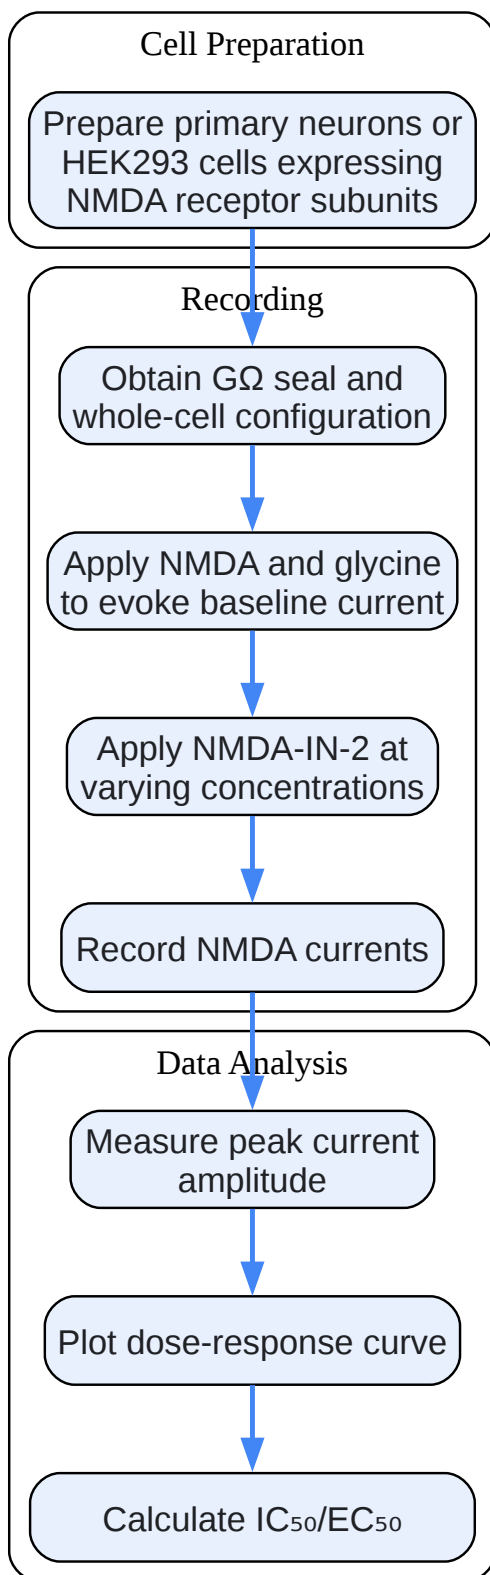 Cell Preparation
Prepare primary neurons or
HEK293 cells expressing
NMDA receptor subunits
Recording
Obtain GΩ seal and
whole-cell configuration
Apply NMDA and glycine
to evoke baseline current
Apply NMDA-IN-2 at
varying concentrations
Record NMDA currents
Data Analysis
Measure peak current
amplitude
Plot dose-response curve
Calculate IC₅₀/EC₅₀